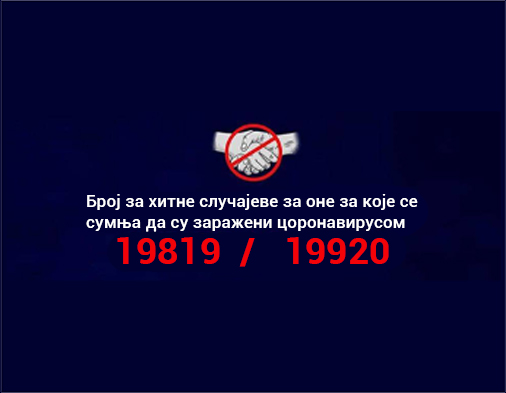 Број за хитне случајеве за оне за које се
сумња да су заражени цоронавирусом
19819 / 19920